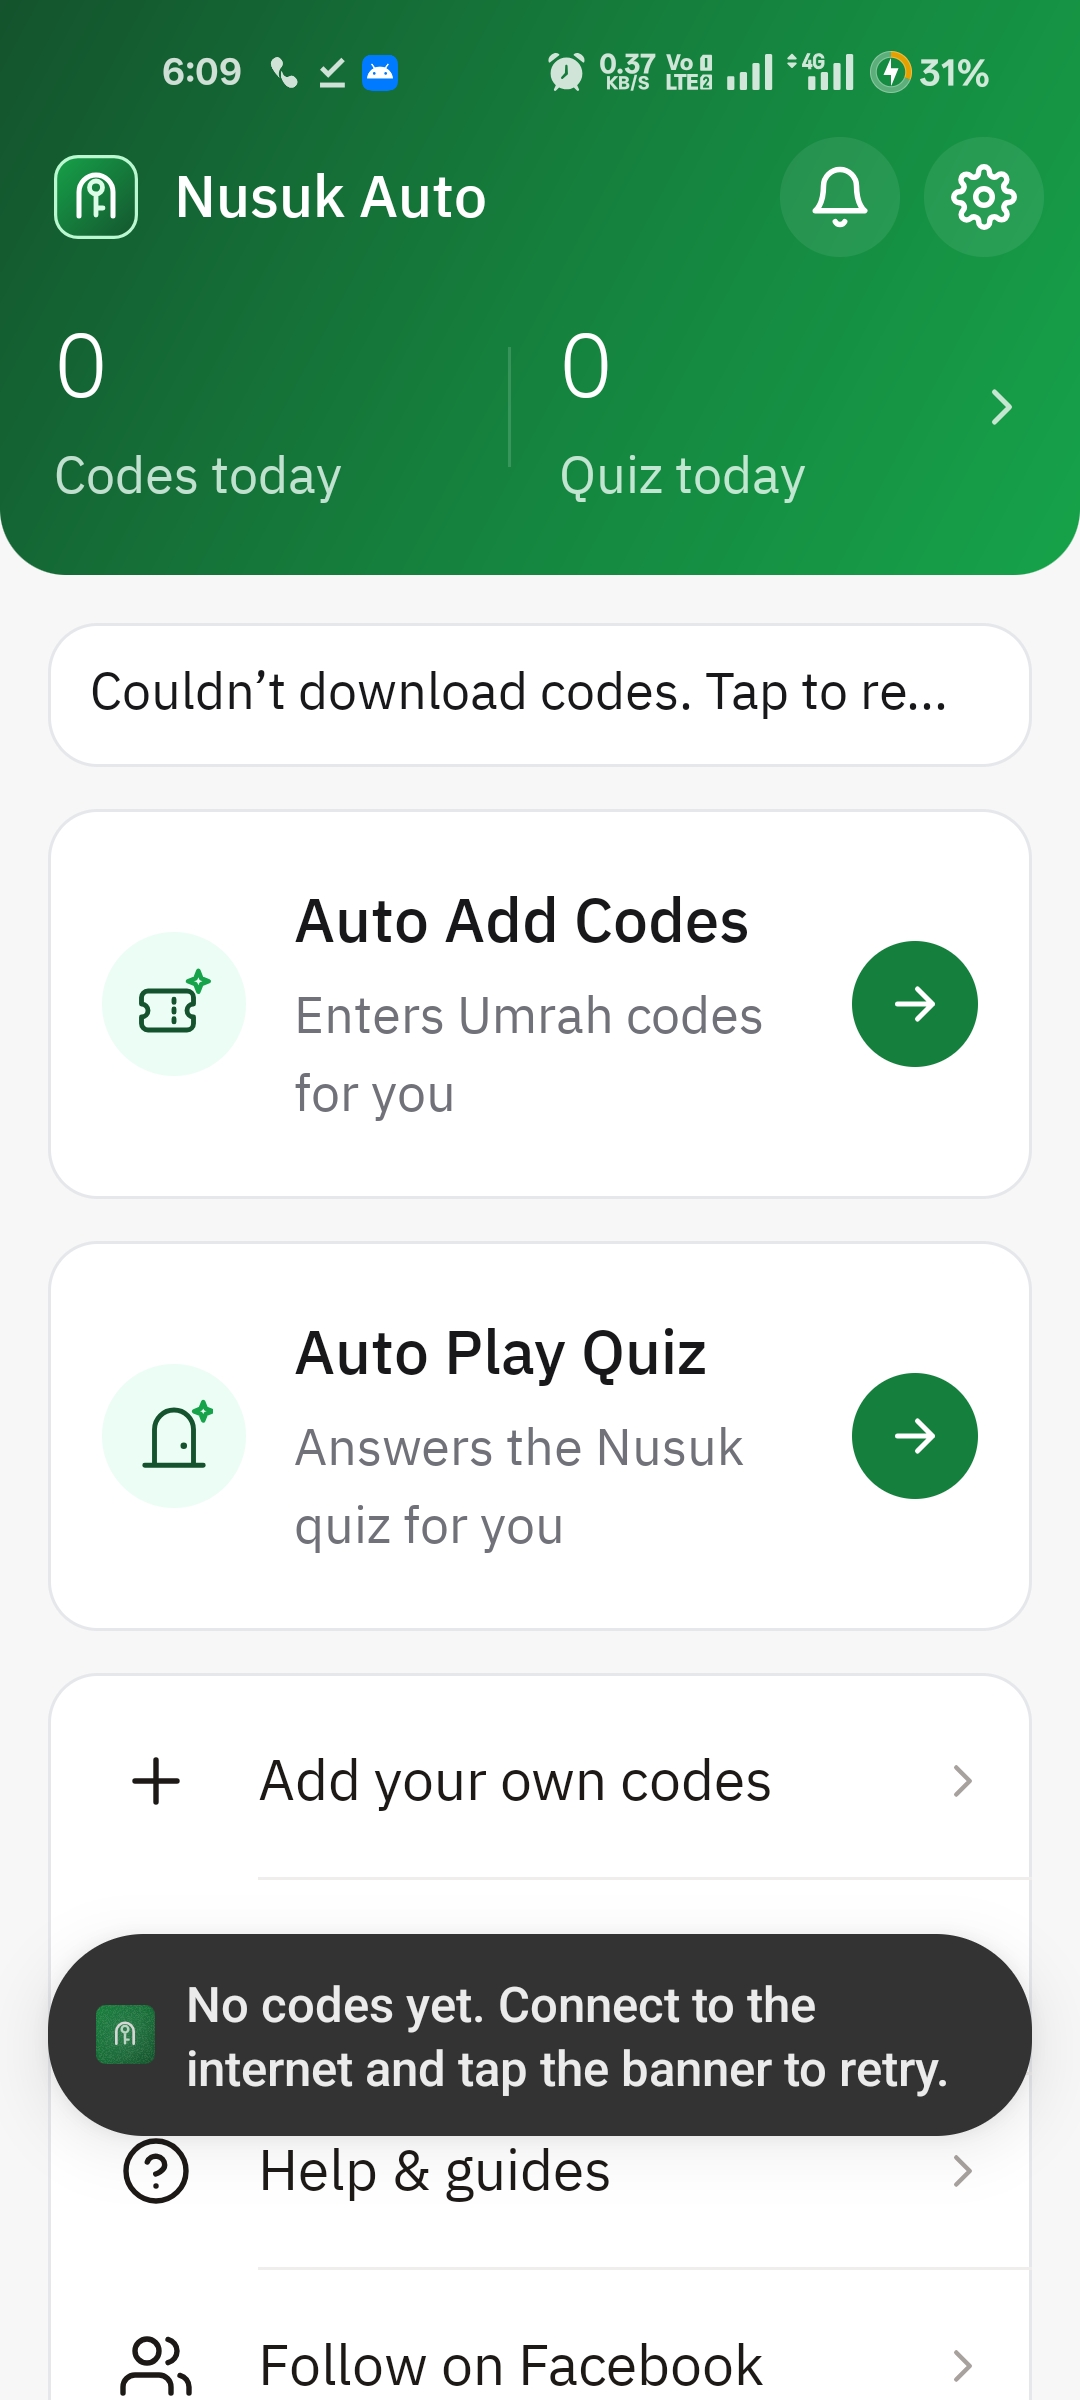 6:09
0.37 KB/S
Vo 1 LTE 2
4G
31%
Nusuk Auto
0
0
Codes today
Quiz today
Couldn’t download codes. Tap to re...
Auto Add Codes
Enters Umrah codes
for you
Auto Play Quiz
Answers the Nusuk
quiz for you
Add your own codes
No codes yet. Connect to the
internet and tap the banner to retry.
Help & guides
Follow on Facebook